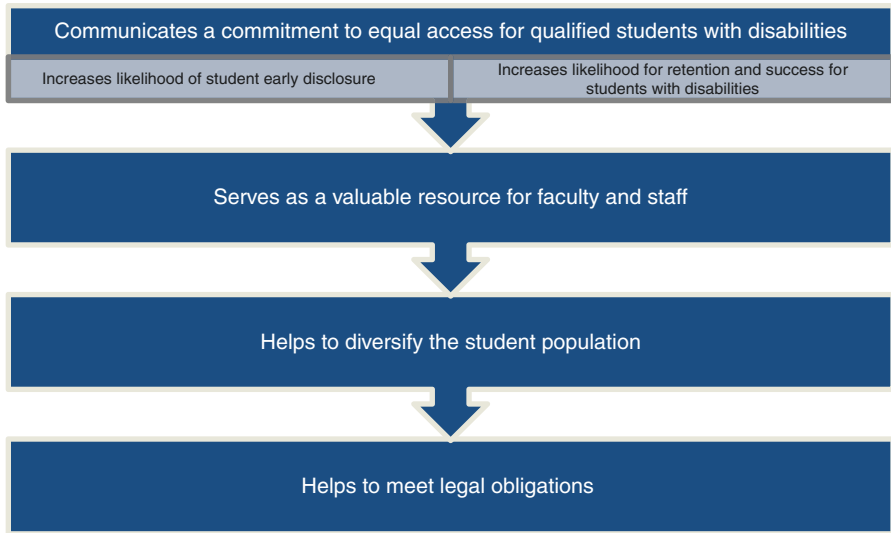 Communicates a commitment to equal access for qualified students with disabilities
Increases likelihood of student early disclosure
Increases likelihood for retention and success for
students with disabilities
Serves as a valuable resource for faculty and staff
Helps to diversify the student population
Helps to meet legal obligations